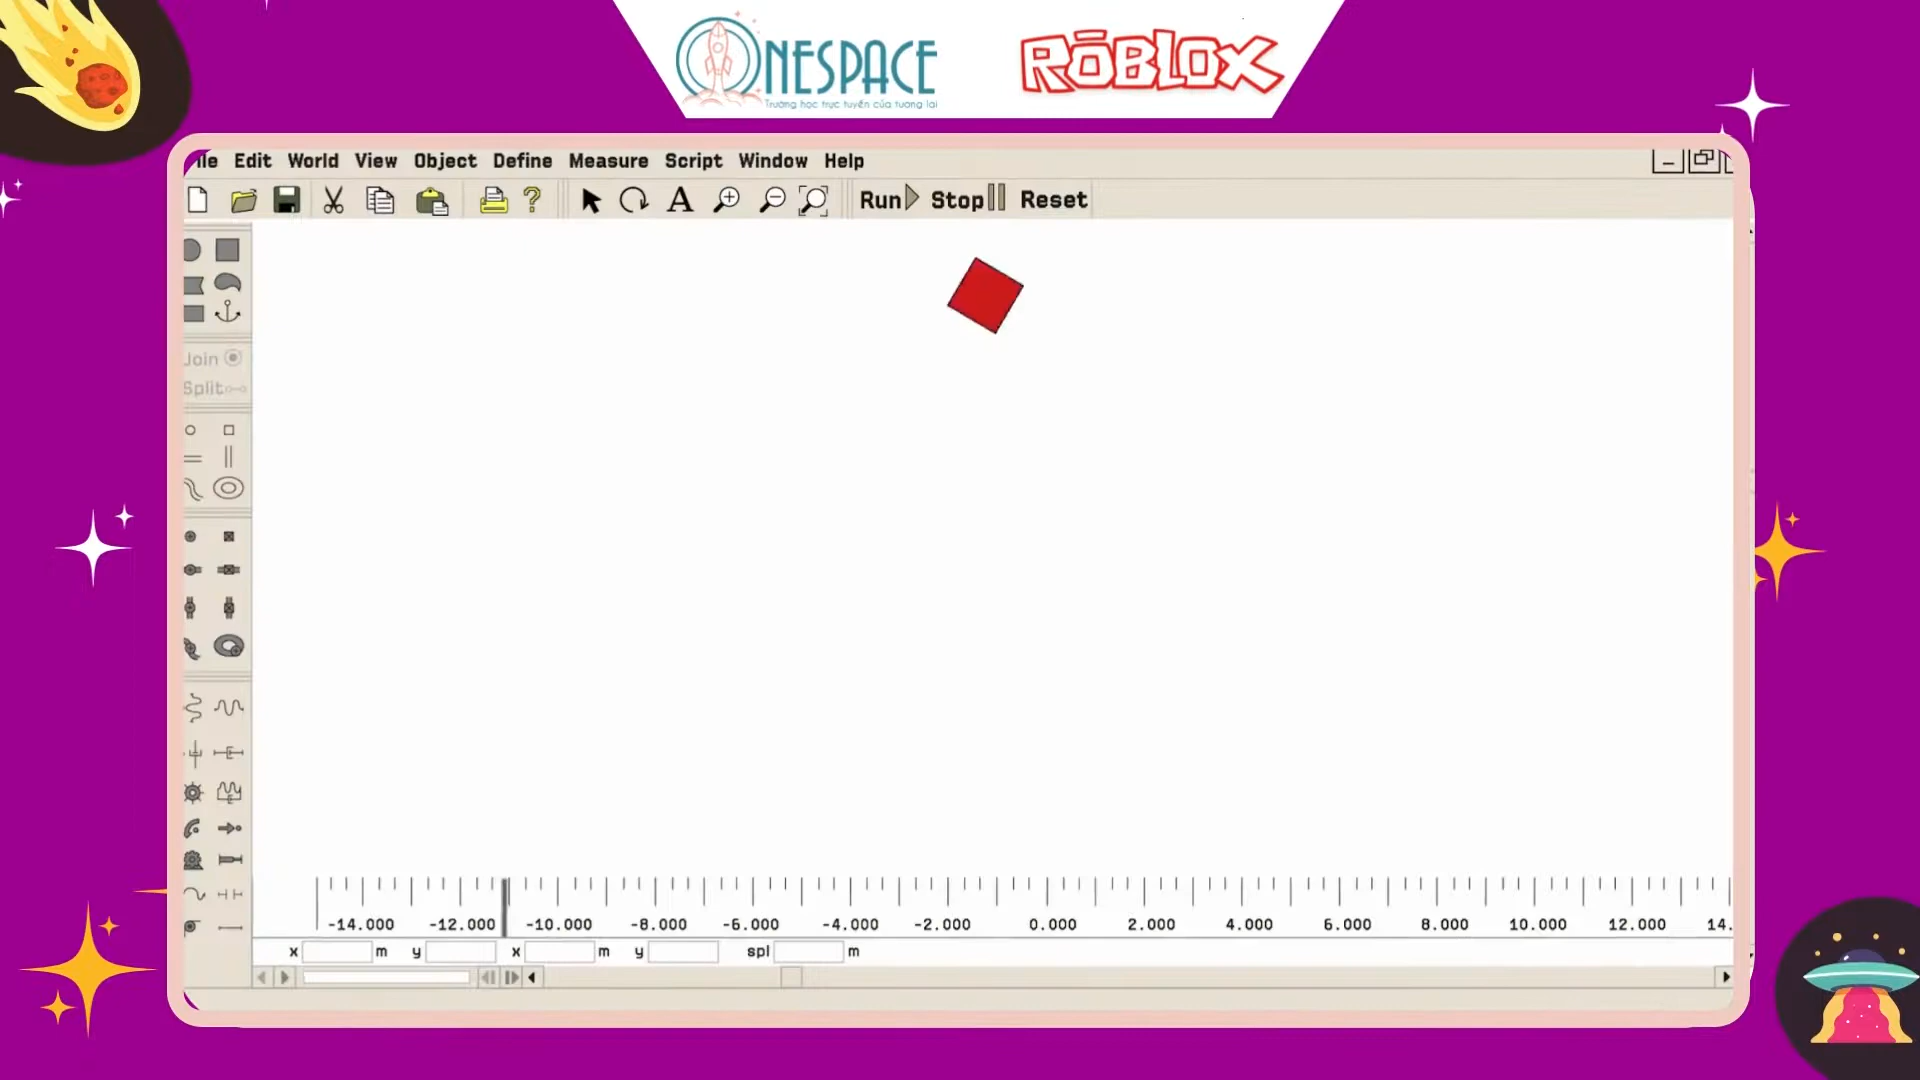 ONESPACE
Trường học trực tuyến của tương lai
ROBLOX
ile Edit World View Object Define Measure Script Window Help
? A Run Stop Reset
Join
Split
-14.000 -12.000 -10.000 -8.000 -6.000 -4.000 -2.000 0.000 2.000 4.000 6.000 8.000 10.000 12.000 14.
x m y x m y spl m